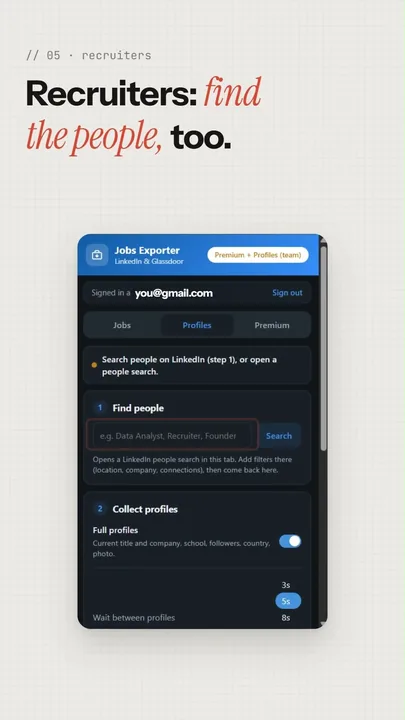 // 05 · recruiters
Recruiters: find
the people, too.
Jobs Exporter
LinkedIn & Glassdoor
Premium + Profiles (team)
Signed in a you@gmail.com
Sign out
Jobs
Profiles
Premium
Search people on LinkedIn (step 1), or open a
people search.
1 Find people
e.g. Data Analyst, Recruiter, Founder
Search
Opens a LinkedIn people search in this tab. Add filters there
(location, company, connections), then come back here.
2 Collect profiles
Full profiles
Current title and company, school, followers, country,
photo.
3s
5s
Wait between profiles
8s